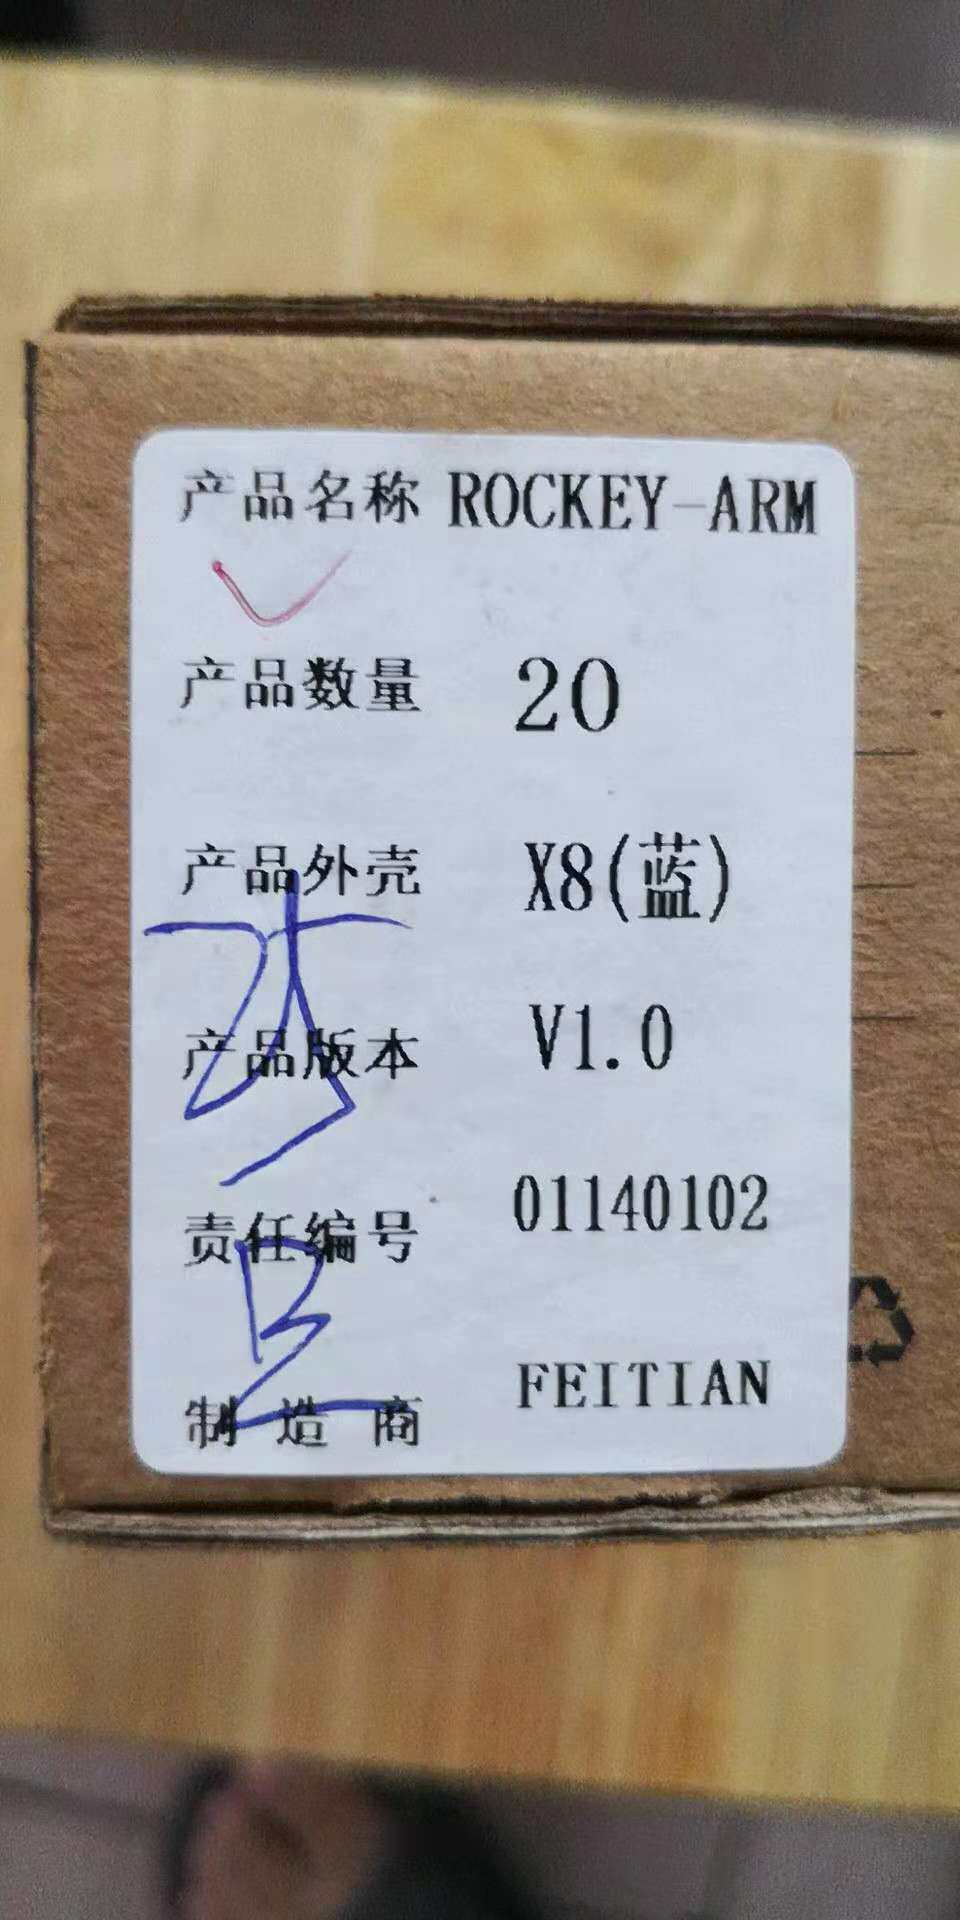 产品名称 ROCKEY-ARM
产品数量 20
产品外壳 X8(蓝)
产品版本 V1.0
责任编号 01140102
制造商 FEITIAN